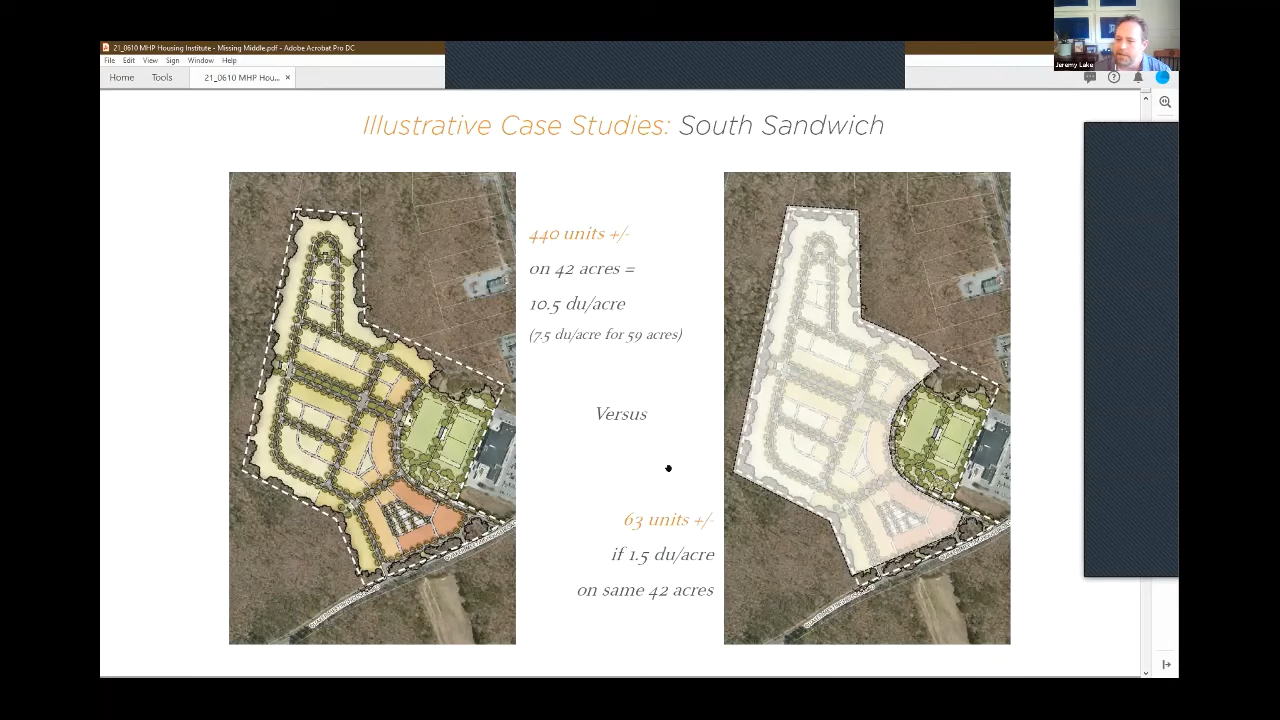 21_0610 MHP Housing Institute - Missing Middle.pdf - Adobe Acrobat Pro DC
File Edit View Sign Window Help
Home Tools 21_0610 MHP Hou... ×
Jeremy Lake
Illustrative Case Studies: South Sandwich
440 units +/-
on 42 acres =
10.5 du/acre
(7.5 du/acre for 59 acres)
Versus
63 units +/-
if 1.5 du/acre
on same 42 acres